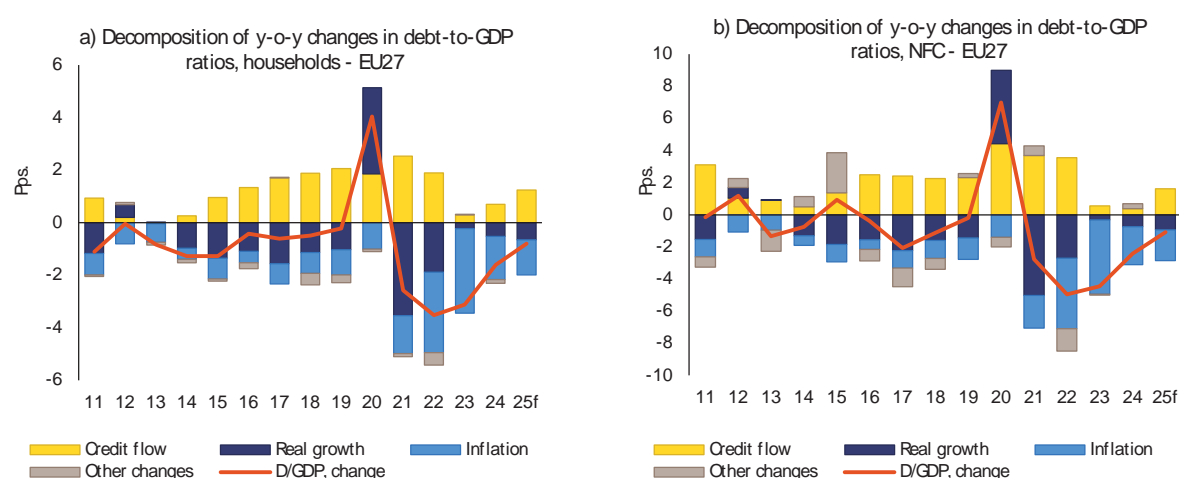 a) Decomposition of y-o-y changes in debt-to-GDP
ratios, households - EU27
6
4
2
0
-2
-4
-6
Pps.
11 12 13 14 15 16 17 18 19 20 21 22 23 24 25f
Credit flow Real growth Inflation
Other changes D/GDP, change
b) Decomposition of y-o-y changes in debt-to-GDP
ratios, NFC - EU27
10
8
6
4
2
0
-2
-4
-6
-8
-10
Pps.
11 12 13 14 15 16 17 18 19 20 21 22 23 24 25f
Credit flow Real growth Inflation
Other changes D/GDP, change